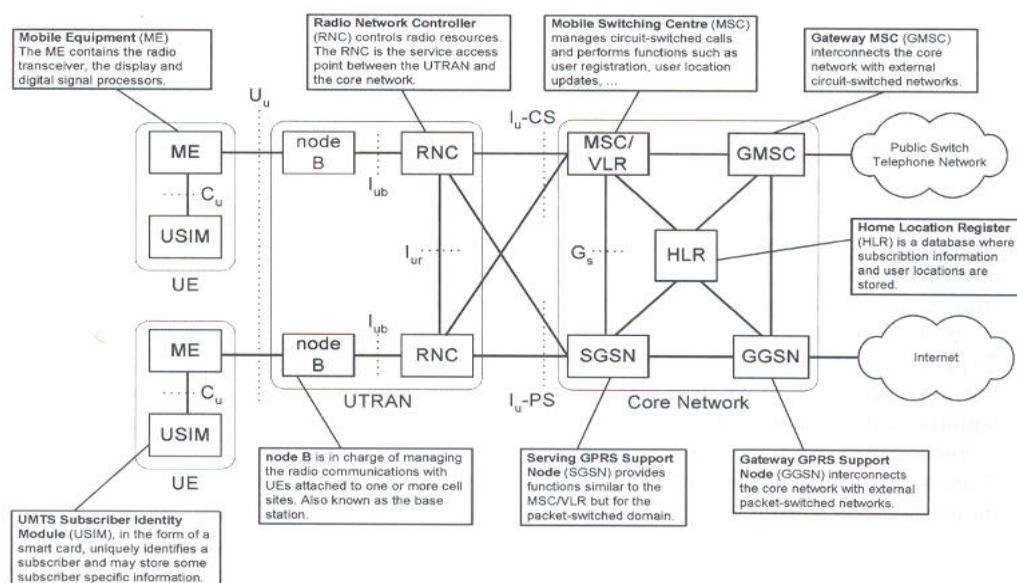 Mobile Equipment (ME)
The ME contains the radio
transceiver, the display and
digital signal processors.
Radio Network Controller
(RNC) controls radio resources.
The RNC is the service access
point between the UTRAN and
the core network.
Mobile Switching Centre (MSC)
manages circuit-switched calls
and performs functions such as
user registration, user location
updates, ...
Gateway MSC (GMSC)
interconnects the core
network with external
circuit-switched networks.
Uu
Iu-CS
ME
node
B
RNC
MSC/
VLR
GMSC
Public Switch
Telephone Network
Cu
Iub
USIM
UE
Iur
Gs
HLR
Home Location Register
(HLR) is a database where
subscribtion information
and user locations are
stored.
ME
node
B
Iub
RNC
SGSN
GGSN
Internet
Cu
USIM
UE
UTRAN
Iu-PS
Core Network
node B is in charge of managing
the radio communications with
UEs attached to one or more cell
sites. Also known as the base
station.
Serving GPRS Support
Node (SGSN) provides
functions similar to the
MSC/VLR but for the
packet-switched domain.
Gateway GPRS Support
Node (GGSN) interconnects
the core network with external
packet-switched networks.
UMTS Subscriber Identity
Module (USIM), in the form of a
smart card, uniquely identifies a
subscriber and may store some
subscriber specific information.